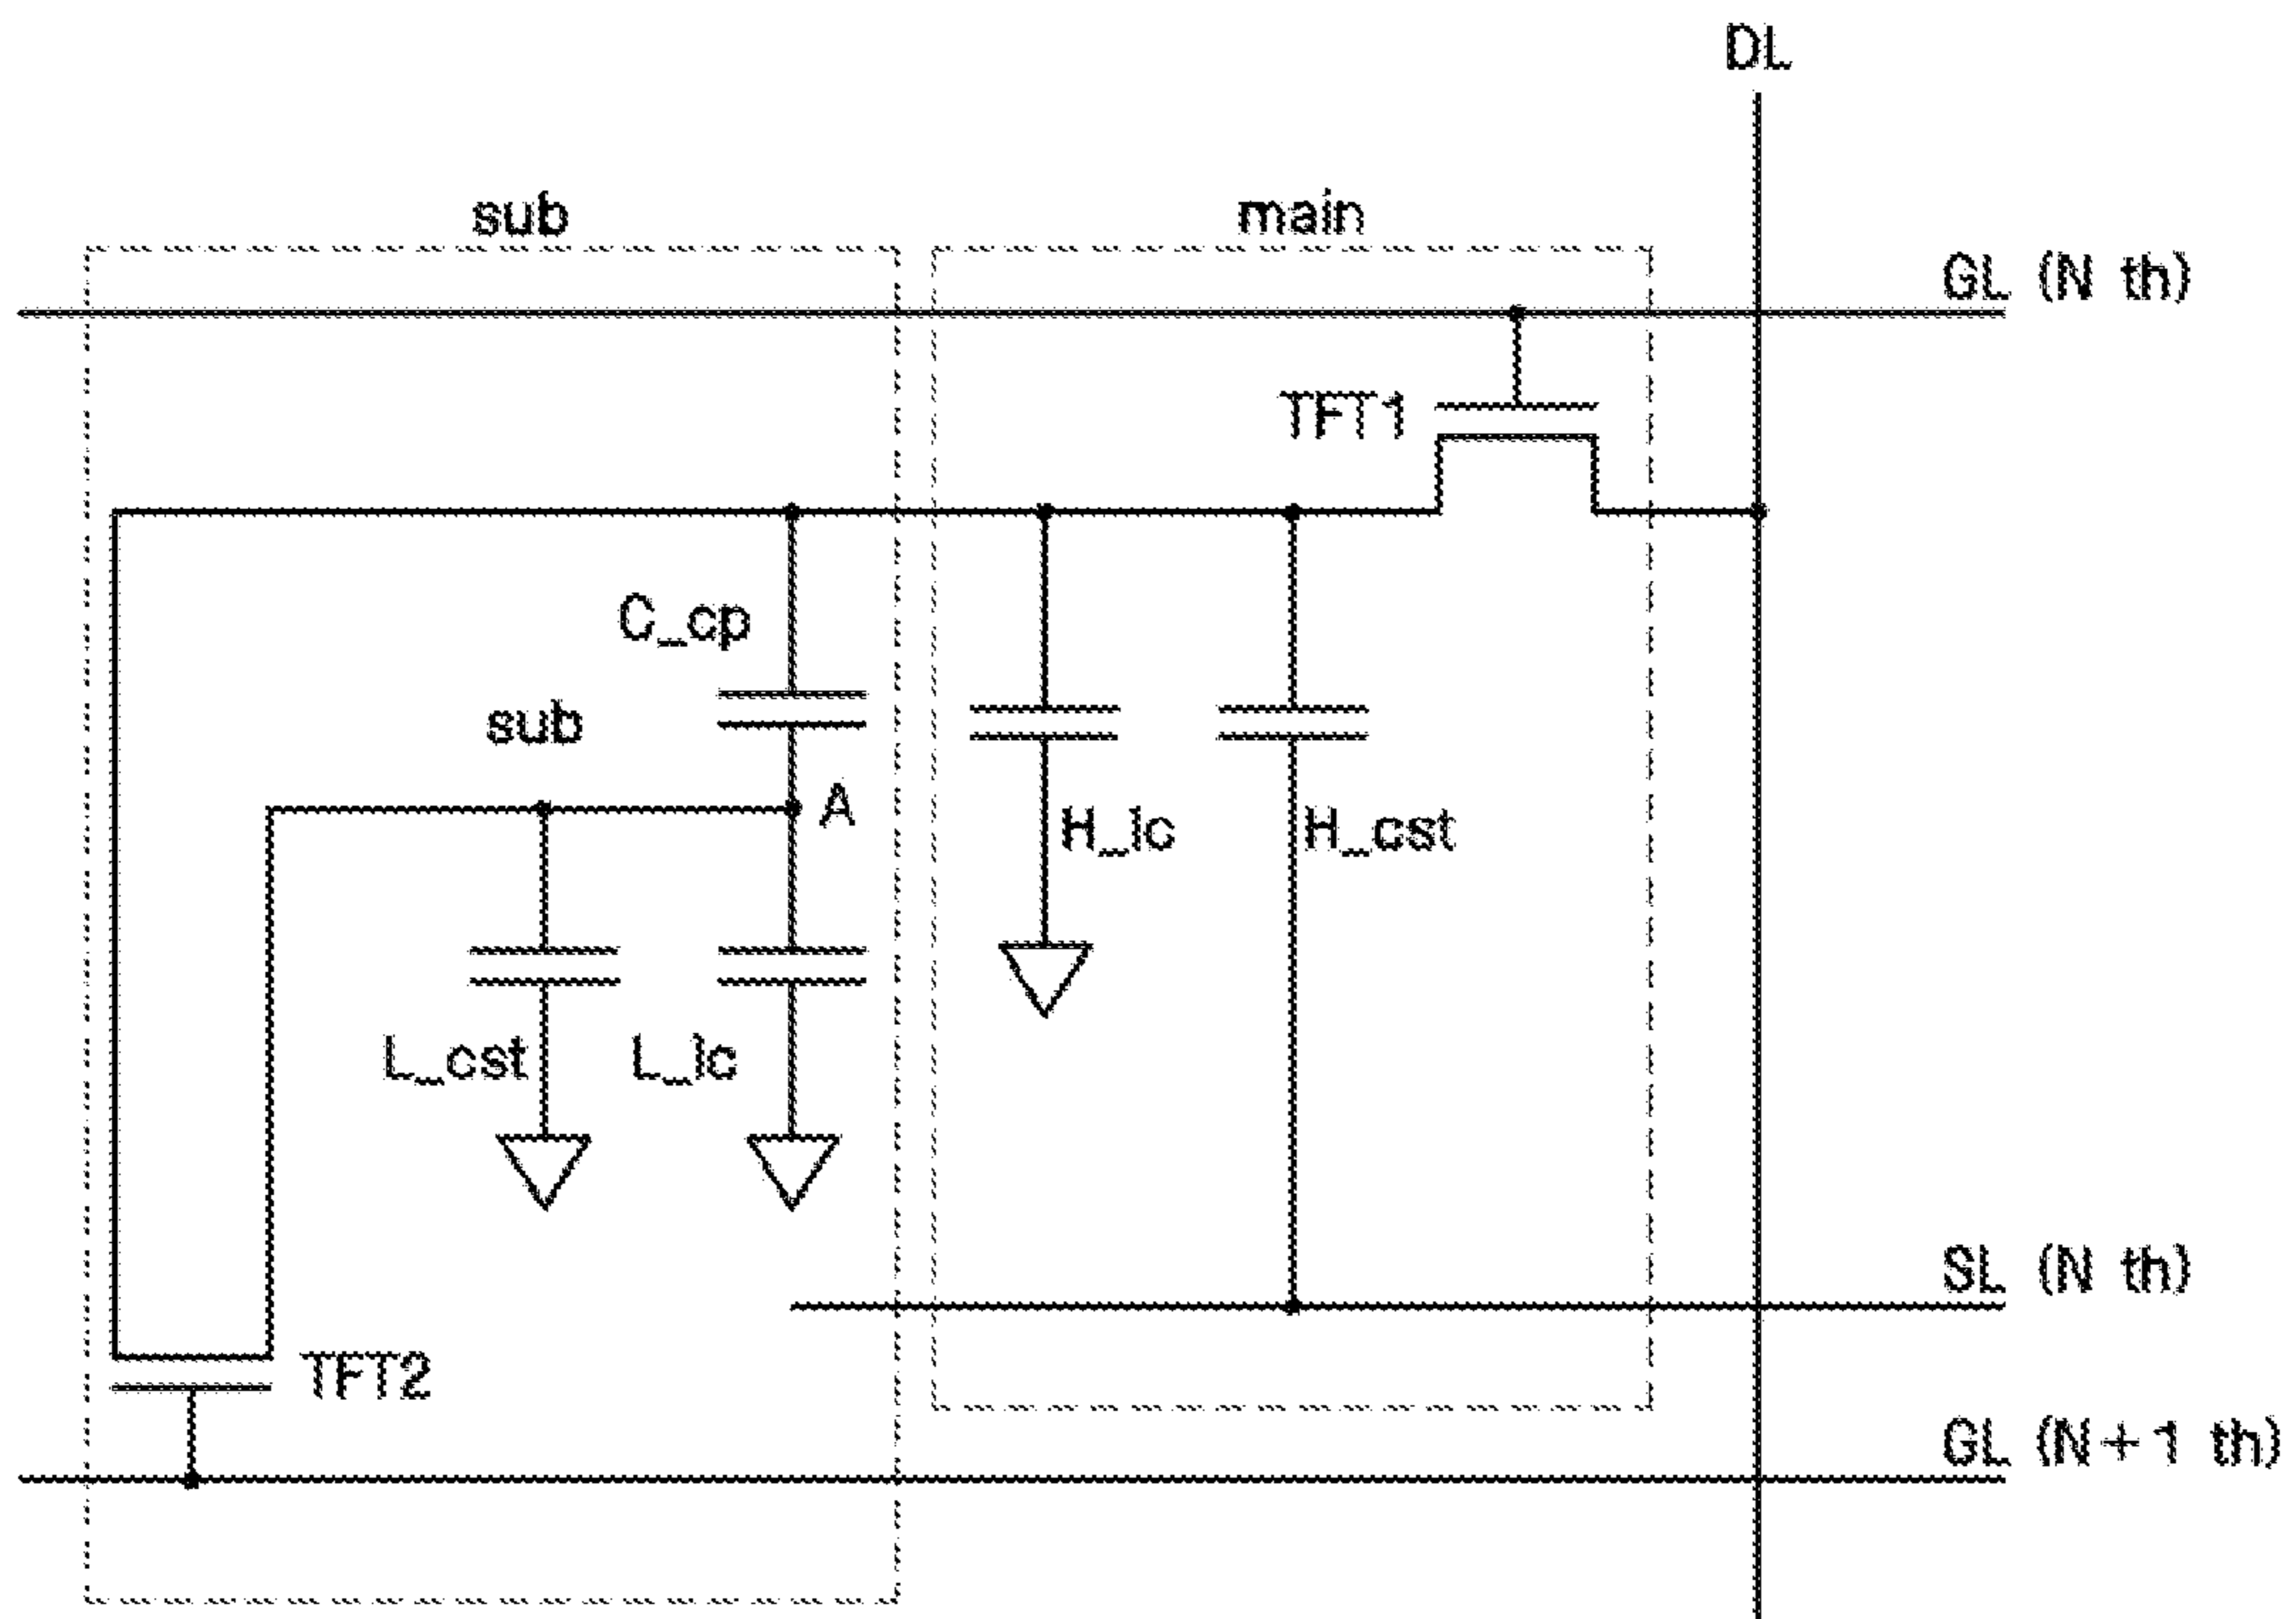 DL
sub
main
GL (N th)
TFT1
C_cp
sub
A
H_lc
H_cst
L_cst
L_lc
SL (N th)
TFT2
GL (N+1 th)